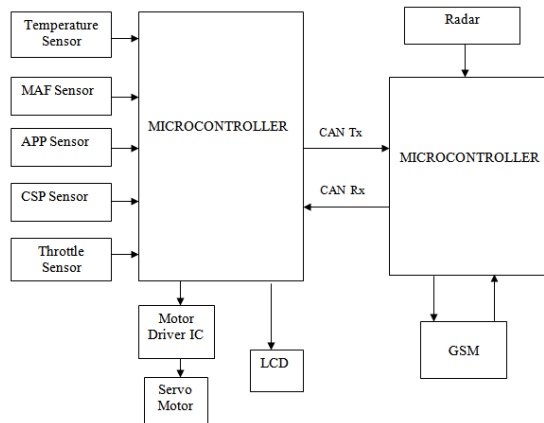 Temperature
Sensor
MAF Sensor
APP Sensor
CSP Sensor
Throttle
Sensor
MICROCONTROLLER
Motor
Driver IC
Servo
Motor
LCD
CAN Tx
CAN Rx
Radar
MICROCONTROLLER
GSM